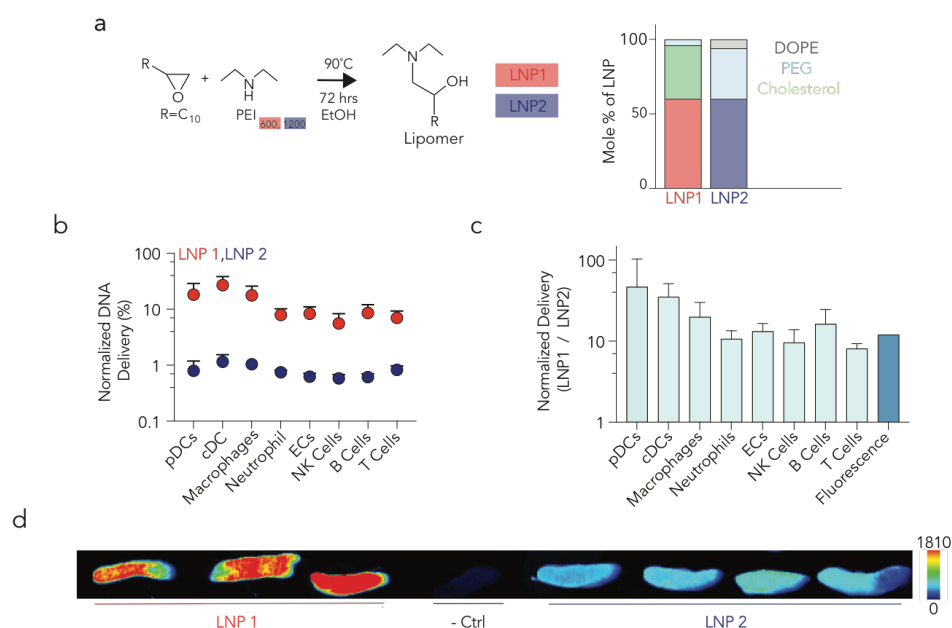 a
R
O
R=C10
+
N
H
PEI 600, 1200
90°C
72 hrs
EtOH
N
OH
R
Lipomer
LNP1
LNP2
Mole % of LNP
100
50
0
LNP1 LNP2
DOPE
PEG
Cholesterol
b
LNP 1,LNP 2
Normalized DNA
Delivery (%)
100
10
1
0.1
pDCs
cDC
Macrophages
Neutrophil
ECs
NK Cells
B Cells
T Cells
c
Normalized Delivery
(LNP1 / LNP2)
100
10
1
pDCs
cDCs
Macrophages
Neutrophils
ECs
NK Cells
B Cells
T Cells
Fluorescence
d
1810
0
LNP 1
- Ctrl
LNP 2